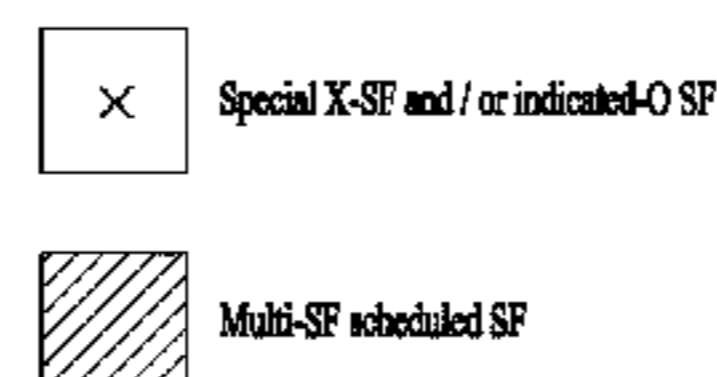 X
Special X-SF and / or indicated-O SF
Multi-SF scheduled SF